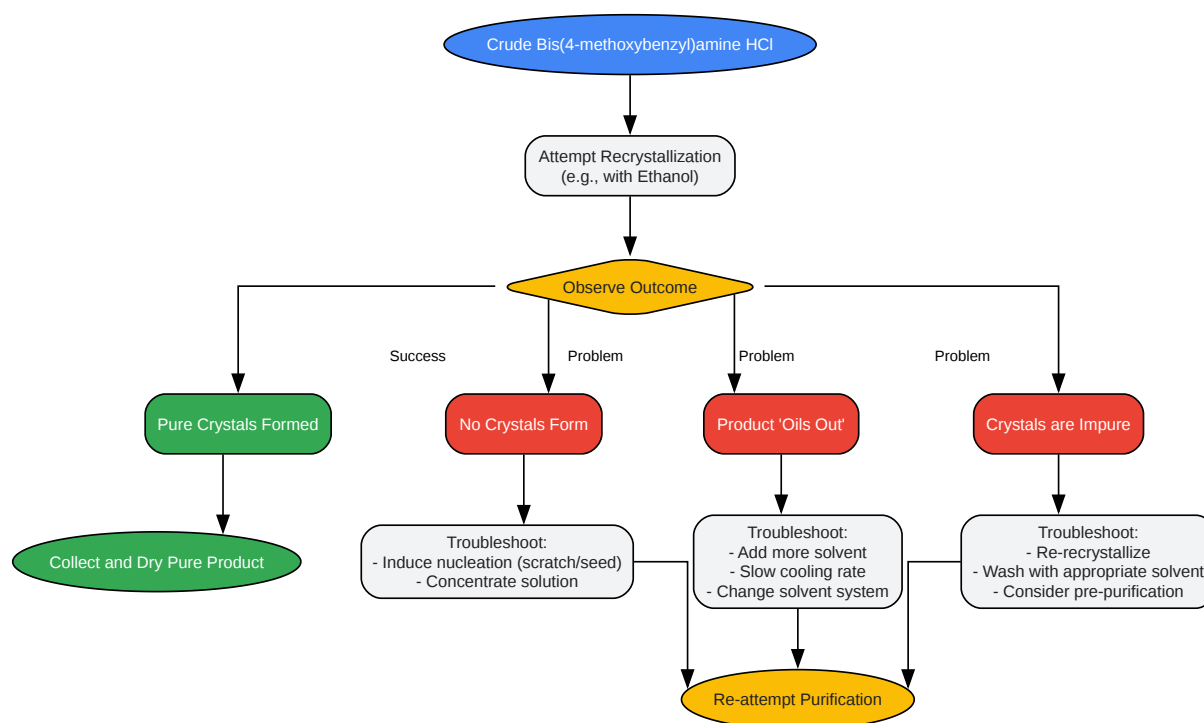 Crude Bis(4-methoxybenzyl)amine HCl
Attempt Recrystallization
(e.g., with Ethanol)
Observe Outcome
Success
Problem
Problem
Problem
Pure Crystals Formed
No Crystals Form
Product 'Oils Out'
Crystals are Impure
Collect and Dry Pure Product
Troubleshoot:
- Induce nucleation (scratch/seed)
- Concentrate solution
Troubleshoot:
- Add more solvent
- Slow cooling rate
- Change solvent system
Troubleshoot:
- Re-recrystallize
- Wash with appropriate solvent
- Consider pre-purification
Re-attempt Purification